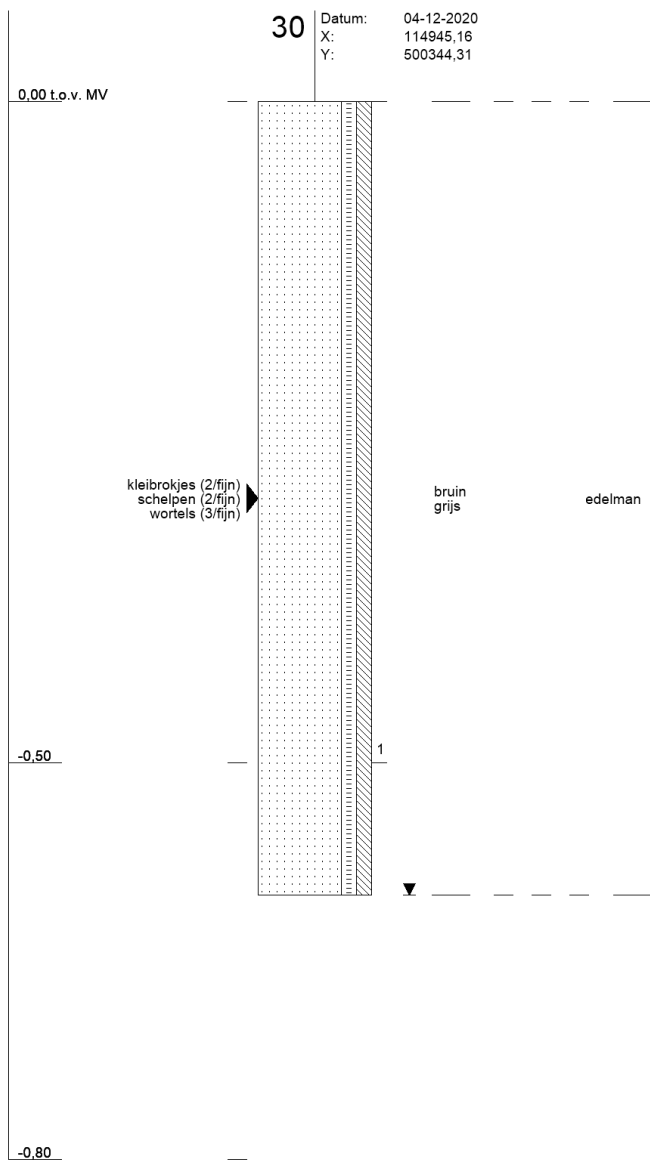 30
Datum: 04-12-2020
X: 114945,16
Y: 500344,31
0,00 t.o.v. MV
kleibrokjes (2/fijn)
schelpen (2/fijn)
wortels (3/fijn)
bruin
grijs
edelman
1
-0,50
-0,80